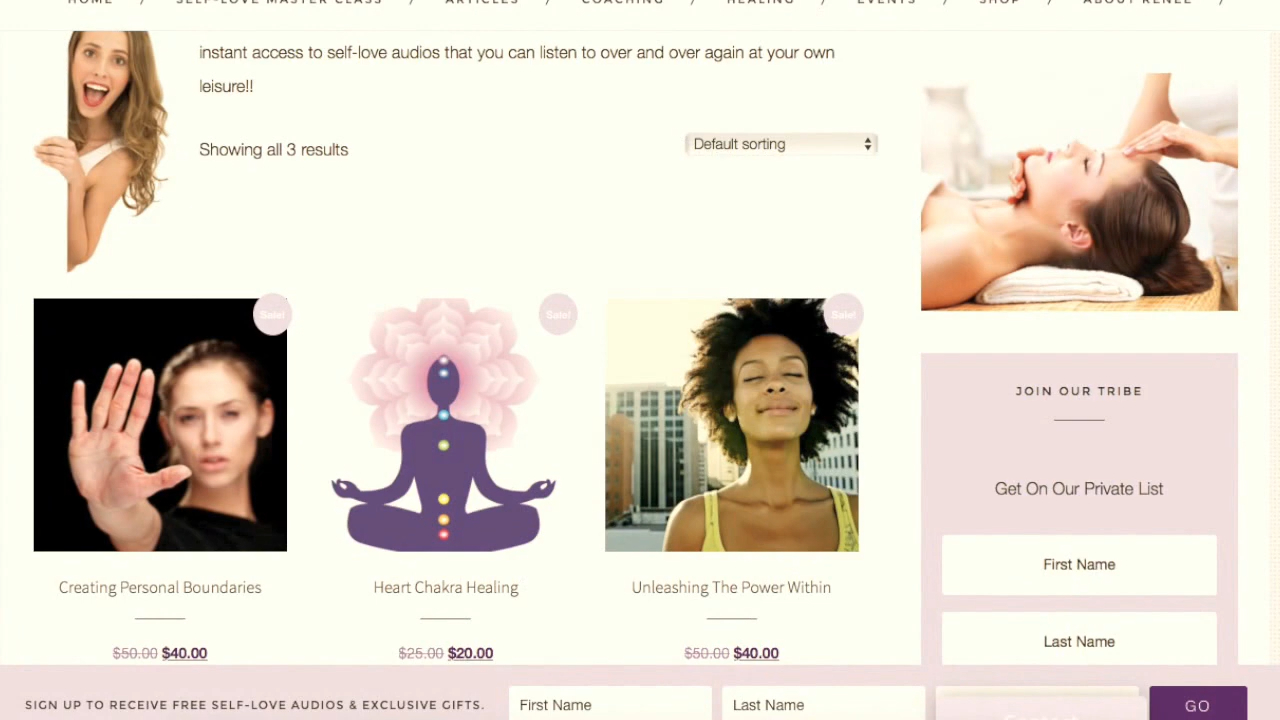 HOME / SELF-LOVE MASTER CLASS / ARTICLES / COACHING / HEALING / EVENTS / SHOP / ABOUT RENEE /
instant access to self-love audios that you can listen to over and over again at your own
leisure!!
Showing all 3 results
Default sorting
Sale!
Sale!
Sale!
Creating Personal Boundaries
Heart Chakra Healing
Unleashing The Power Within
$50.00 $40.00
$25.00 $20.00
$50.00 $40.00
JOIN OUR TRIBE
Get On Our Private List
First Name
Last Name
SIGN UP TO RECEIVE FREE SELF-LOVE AUDIOS & EXCLUSIVE GIFTS.
First Name
Last Name
GO